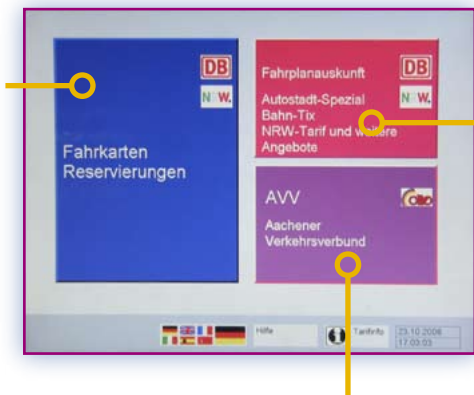 DB
NRW.
Fahrkarten
Reservierungen
Fahrplanauskunft
DB
NRW.
Autostadt-Spezial
Bahn-Tix
NRW-Tarif und weitere
Angebote
AVV
Aachener
Verkehrsverbund
Hilfe
Tarifinfo
23.10.2006
17:03:03